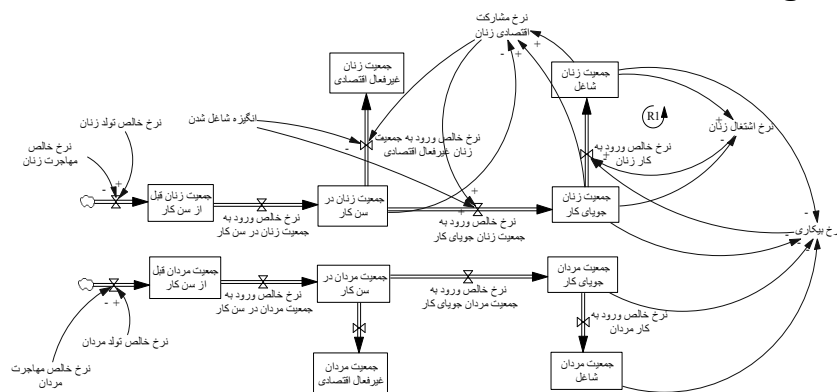 نرخ مشارکت
اقتصادی زنان
جمعیت زنان
غیرفعال اقتصادی
جمعیت زنان
شاغل
نرخ خالص تولد زنان
انگیزه شاغل شدن
نرخ خالص ورود به جمعیت
زنان غیرفعال اقتصادی
R1
نرخ اشتغال زنان
نرخ خالص
مهاجرت زنان
نرخ خالص ورود به
کار زنان
جمعیت زنان قبل
از سن کار
نرخ خالص ورود به
جمعیت زنان در سن کار
جمعیت زنان در
سن کار
نرخ خالص ورود به
جمعیت زنان جویای کار
جمعیت زنان
جویای کار
نرخ بیکاری
جمعیت مردان قبل
از سن کار
نرخ خالص ورود به
جمعیت مردان در سن کار
جمعیت مردان در
سن کار
نرخ خالص ورود به
جمعیت مردان جویای کار
جمعیت مردان
جویای کار
نرخ خالص ورود به
کار مردان
نرخ خالص تولد مردان
نرخ خالص مهاجرت
مردان
جمعیت مردان
غیرفعال اقتصادی
جمعیت مردان
شاغل